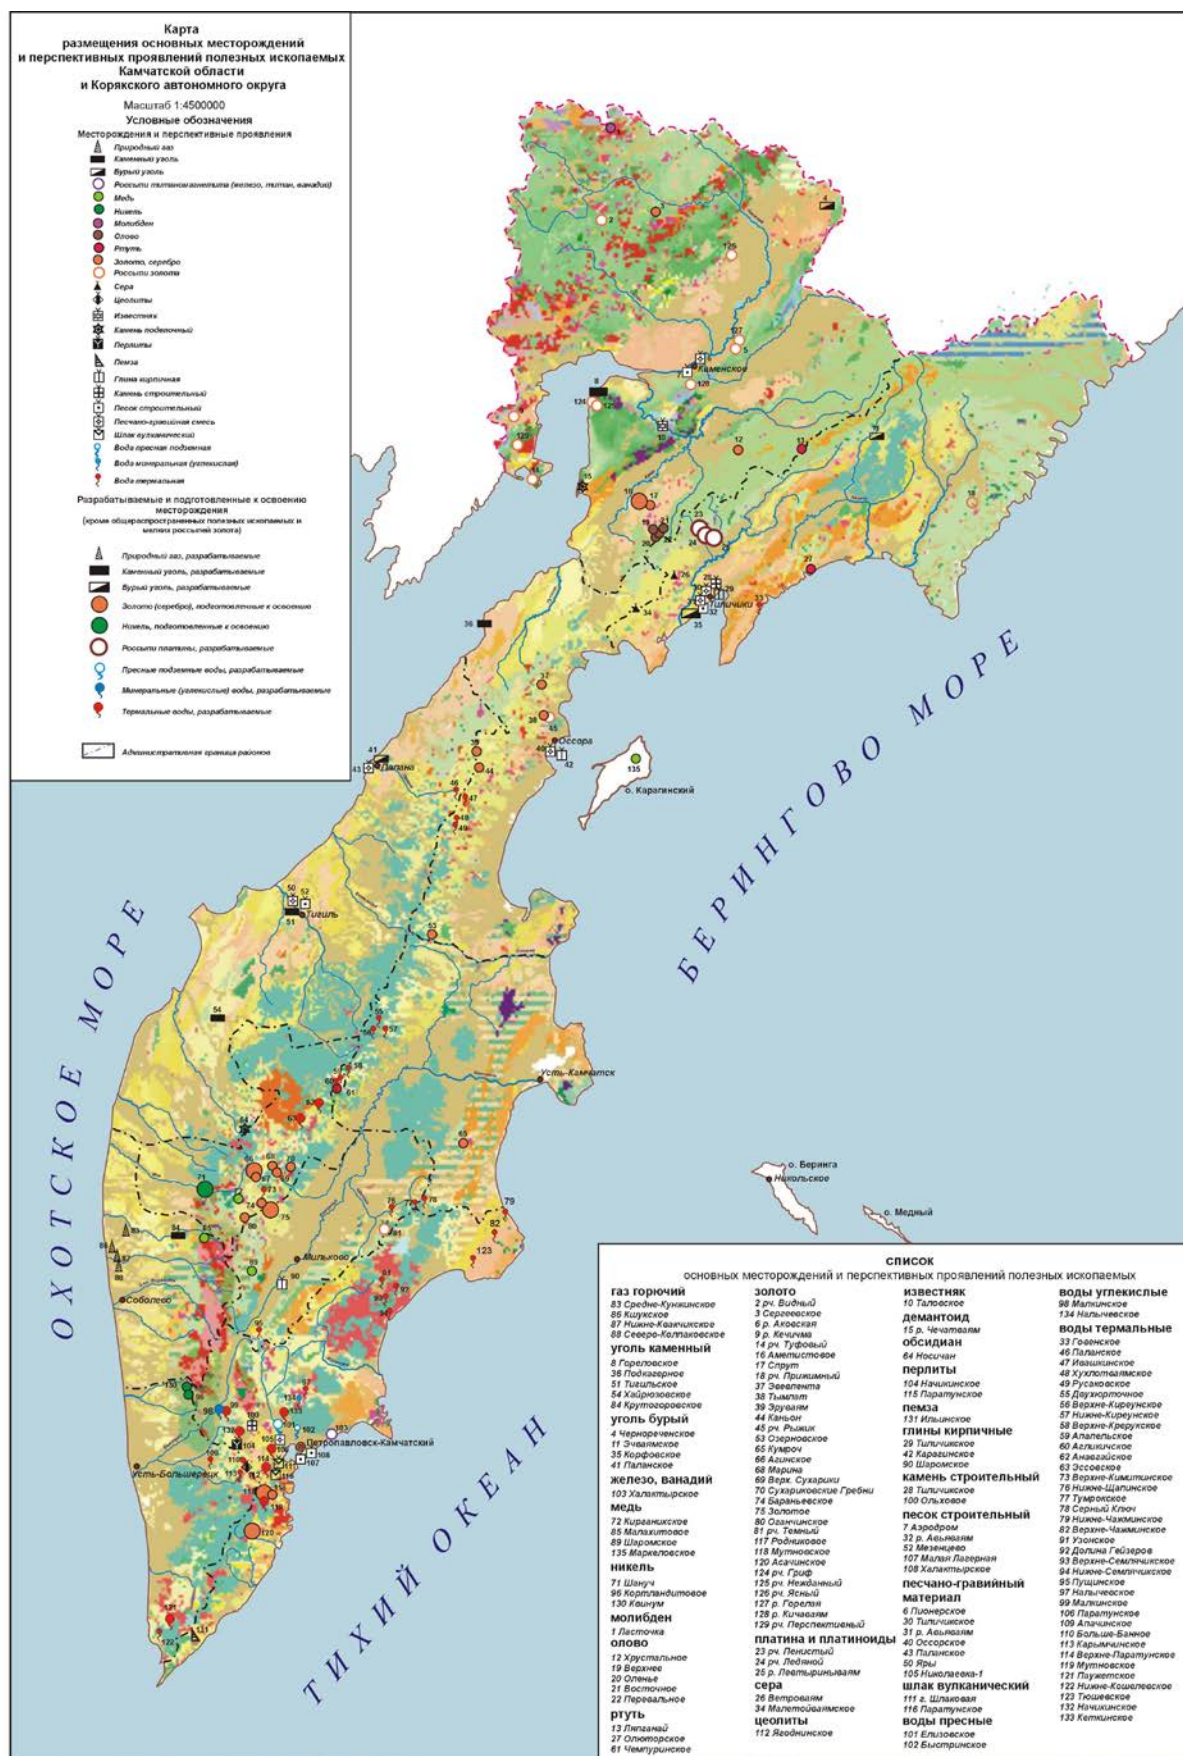 Карта
размещения основных месторождений
и перспективных проявлений полезных ископаемых
Камчатской области
и Корякского автономного округа
Масштаб 1:4500000
Условные обозначения
Месторождения и перспективные проявления
Природный газ
Каменный уголь
Бурый уголь
Россыпи титаномагнетита (железо, титан, ванадий)
Медь
Никель
Молибден
Олово
Ртуть
Золото, серебро
Россыпи золота
Сера
Цеолиты
Известняк
Камень поделочный
Перлиты
Пемза
Глина кирпичная
Камень строительный
Песок строительный
Песчано-гравийная смесь
Шлак вулканический
Вода пресная подземная
Вода минеральная (углекислая)
Вода термальная
Разрабатываемые и подготовленные к освоению
месторождения
(кроме общераспространенных полезных ископаемых и
мелких россыпей золота)
Природный газ, разрабатываемые
Каменный уголь, разрабатываемые
Бурый уголь, разрабатываемые
Золото (серебро), подготовленные к освоению
Никель, подготовленные к освоению
Россыпи платины, разрабатываемые
Пресные подземные воды, разрабатываемые
Минеральные (углекислые) воды, разрабатываемые
Термальные воды, разрабатываемые
Административная граница районов
Каменское
Тиличики
Оссора
Палана
о. Карагинский
БЕРИНГОВО МОРЕ
Тигиль
ОХОТСКОЕ МОРЕ
Усть-Камчатск
о. Беринга
Никольское
о. Медный
Мильково
Соболево
Петропавловск-Камчатский
Усть-Большерецк
ТИХИЙ ОКЕАН
список
основных месторождений и перспективных проявлений полезных ископаемых
газ горючий
83 Средне-Кунжикское
86 Кшукское
87 Нижне-Квакчикское
88 Северо-Колпаковское
уголь каменный
8 Гореловское
36 Подкагерное
51 Тигильское
54 Хайрюзовское
84 Крутогоровское
уголь бурый
4 Чернореченское
11 Эчваямское
35 Корфовское
41 Паланское
железо, ванадий
103 Халактырское
медь
72 Кирганикское
85 Малахитовое
89 Шаромское
135 Маркеловское
никель
71 Шануч
96 Кортландитовое
130 Квинум
молибден
1 Ласточка
олово
12 Хрустальное
19 Верхнее
20 Оленье
21 Восточное
22 Перевальное
ртуть
13 Ляпганай
27 Олюторское
61 Чемпуринское
золото
2 рч. Видный
3 Сергеевское
6 р. Аковская
9 р. Кечичма
14 рч. Туфовый
16 Аметистовое
17 Спрут
18 рч. Прижимный
37 Эвевпента
38 Тымлат
39 Эруваям
44 Каньон
45 рч. Рыжик
53 Озерновское
65 Кумроч
66 Агинское
68 Марина
69 Верх. Сухарики
70 Сухариковские Гребни
74 Бараньевское
75 Золотое
80 Оганчинское
81 рч. Темный
117 Родниковое
118 Мутновское
120 Асачинское
124 рч. Гриф
125 рч. Нежданный
126 рч. Ясный
127 р. Горелая
128 р. Кичаваям
129 рч. Перспективный
платина и платиноиды
23 рч. Пенистый
24 рч. Ледяной
25 р. Левтыринываям
сера
26 Ветроваям
34 Малетойваямское
цеолиты
112 Ягоднинское
известняк
10 Таловское
демантоид
15 р. Чечатваям
обсидиан
64 Носичан
перлиты
104 Начикинское
115 Паратунское
пемза
131 Ильинское
глины кирпичные
29 Тиличикское
42 Карагинское
90 Шаромское
камень строительный
28 Тиличикское
100 Ольховое
песок строительный
7 Аэродром
32 р. Авьяваям
52 Мезенцево
107 Малая Лагерная
108 Халактырское
песчано-гравийный
материал
6 Пионерское
30 Тиличикское
31 р. Авьяваям
40 Оссорское
43 Паланское
50 Яры
105 Николаевка-1
шлак вулканический
111 г. Шлаковая
116 Паратунское
воды пресные
101 Елизовское
102 Быстринское
воды углекислые
98 Малкинское
134 Налычевское
воды термальные
33 Говенское
46 Паланское
47 Ивашкинское
48 Хухлотваямское
49 Русаковское
55 Двухюрточное
56 Верхне-Киреунское
57 Нижне-Киреунское
58 Верхне-Крерукское
59 Апапельское
60 Агликичское
62 Анавгайское
63 Эссовское
73 Верхне-Кимитинское
76 Нижне-Щапинское
77 Тумрокское
78 Серный Ключ
79 Нижне-Чажминское
82 Верхне-Чажминское
91 Узонское
92 Долина Гейзеров
93 Верхне-Семлячикское
94 Нижне-Семлячикское
95 Пущинское
97 Налычевское
99 Малкинское
106 Паратунское
109 Апачинское
110 Больше-Банное
113 Карымчинское
114 Верхне-Паратунское
119 Мутновское
121 Паужетское
122 Нижне-Кошелевское
123 Тюшевское
132 Начикинское
133 Кеткинское